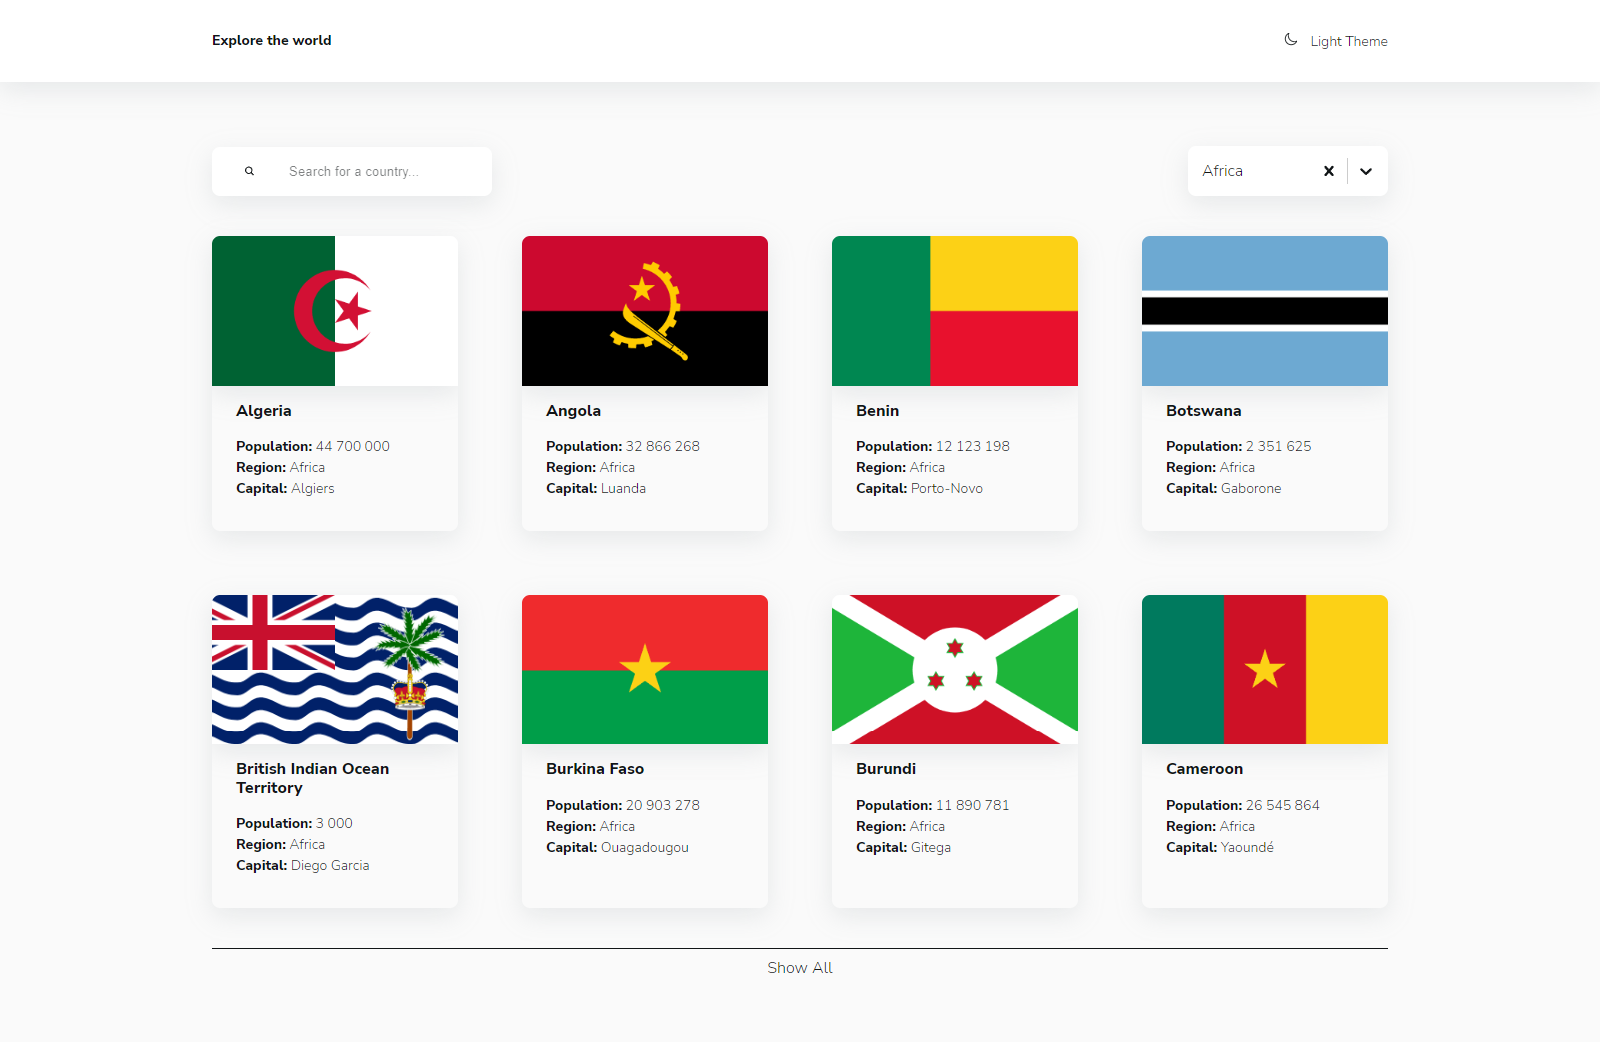 Explore the world
Light Theme
Search for a country...
Africa
Algeria
Population: 44 700 000
Region: Africa
Capital: Algiers
Angola
Population: 32 866 268
Region: Africa
Capital: Luanda
Benin
Population: 12 123 198
Region: Africa
Capital: Porto-Novo
Botswana
Population: 2 351 625
Region: Africa
Capital: Gaborone
British Indian Ocean
Territory
Population: 3 000
Region: Africa
Capital: Diego Garcia
Burkina Faso
Population: 20 903 278
Region: Africa
Capital: Ouagadougou
Burundi
Population: 11 890 781
Region: Africa
Capital: Gitega
Cameroon
Population: 26 545 864
Region: Africa
Capital: Yaoundé
Show All